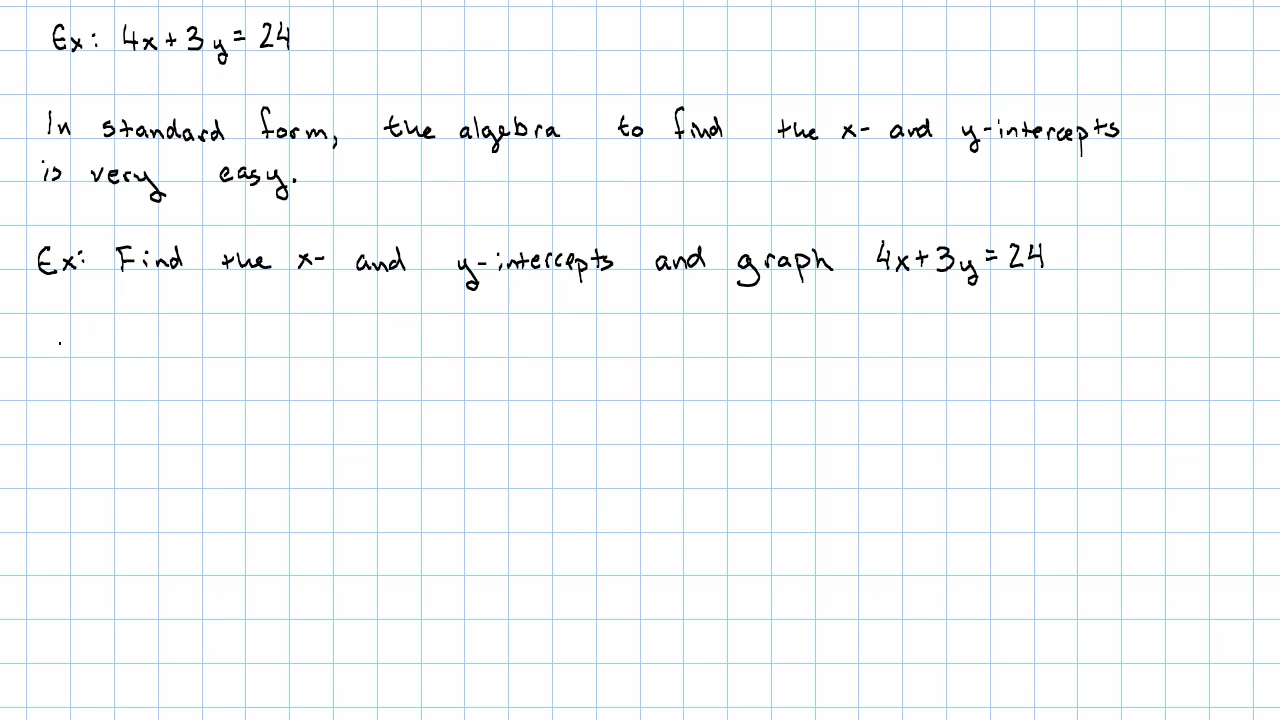 Ex: 4x+3y=24
In standard form, the algebra to find the x- and y-intercepts
is very easy.
Ex: Find the x- and y-intercepts and graph 4x+3y=24